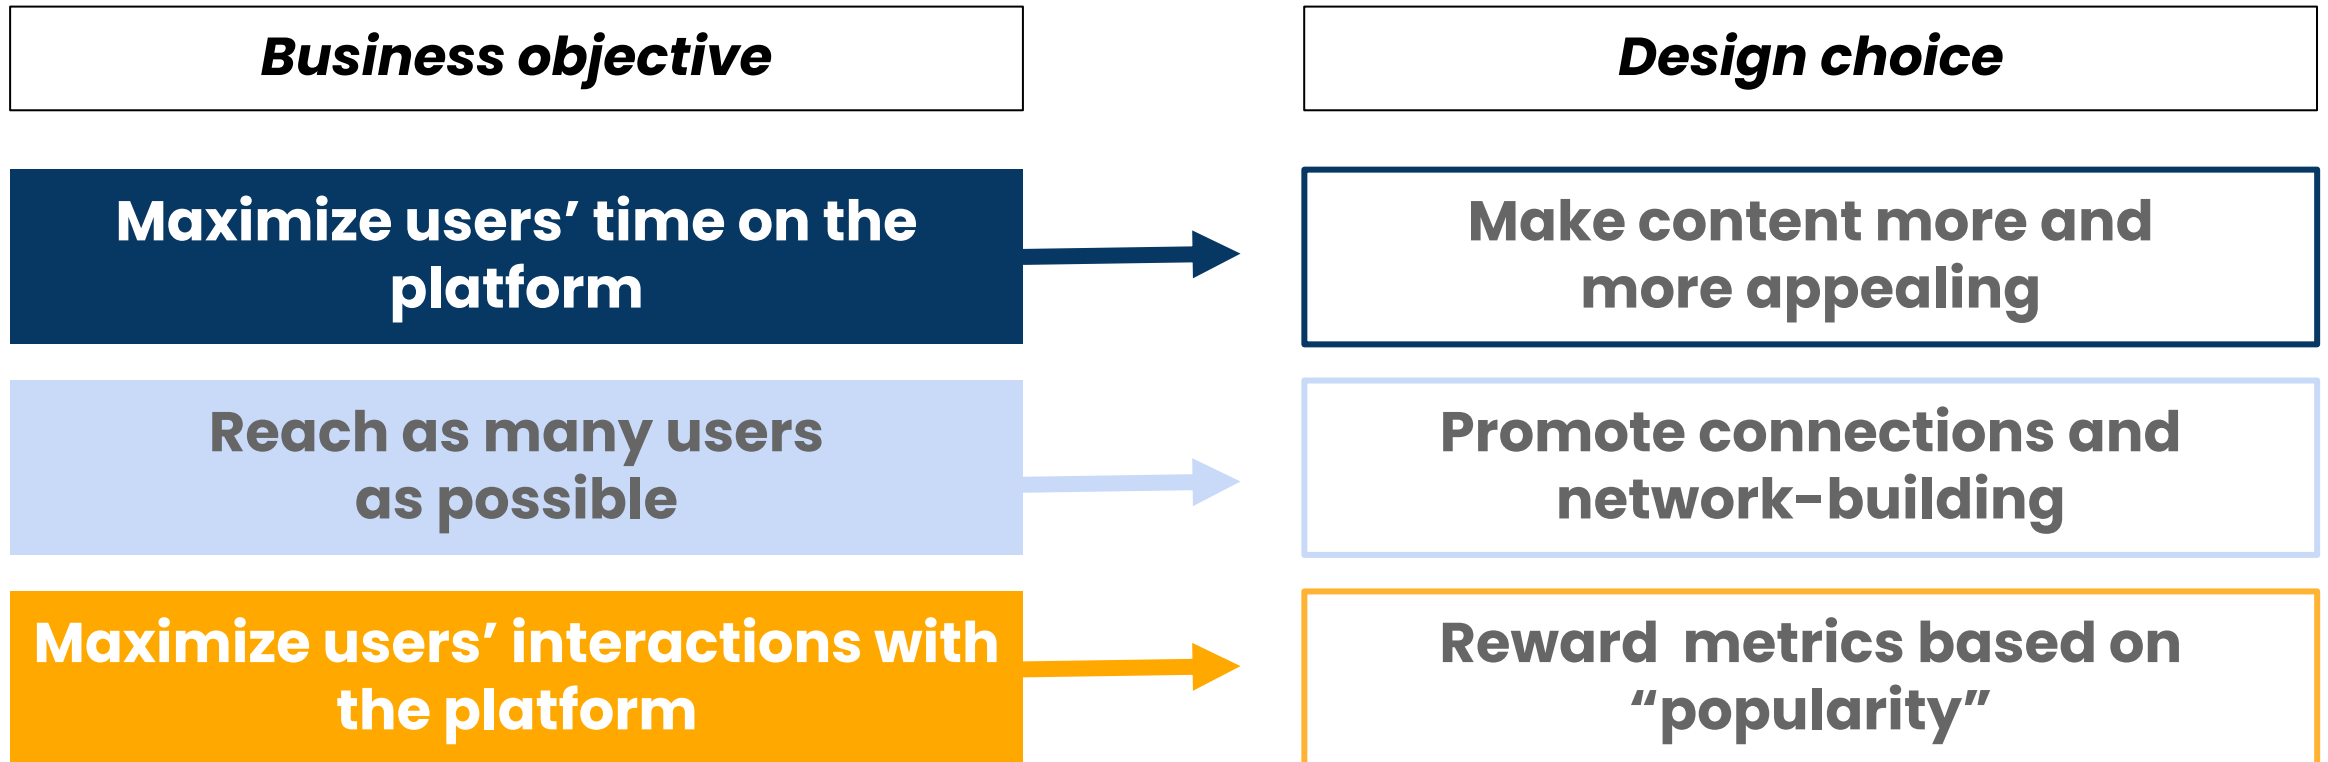 Business objective
Design choice
Maximize users’ time on the
platform
Make content more and
more appealing
Reach as many users
as possible
Promote connections and
network-building
Maximize users’ interactions with
the platform
Reward  metrics based on
“popularity”